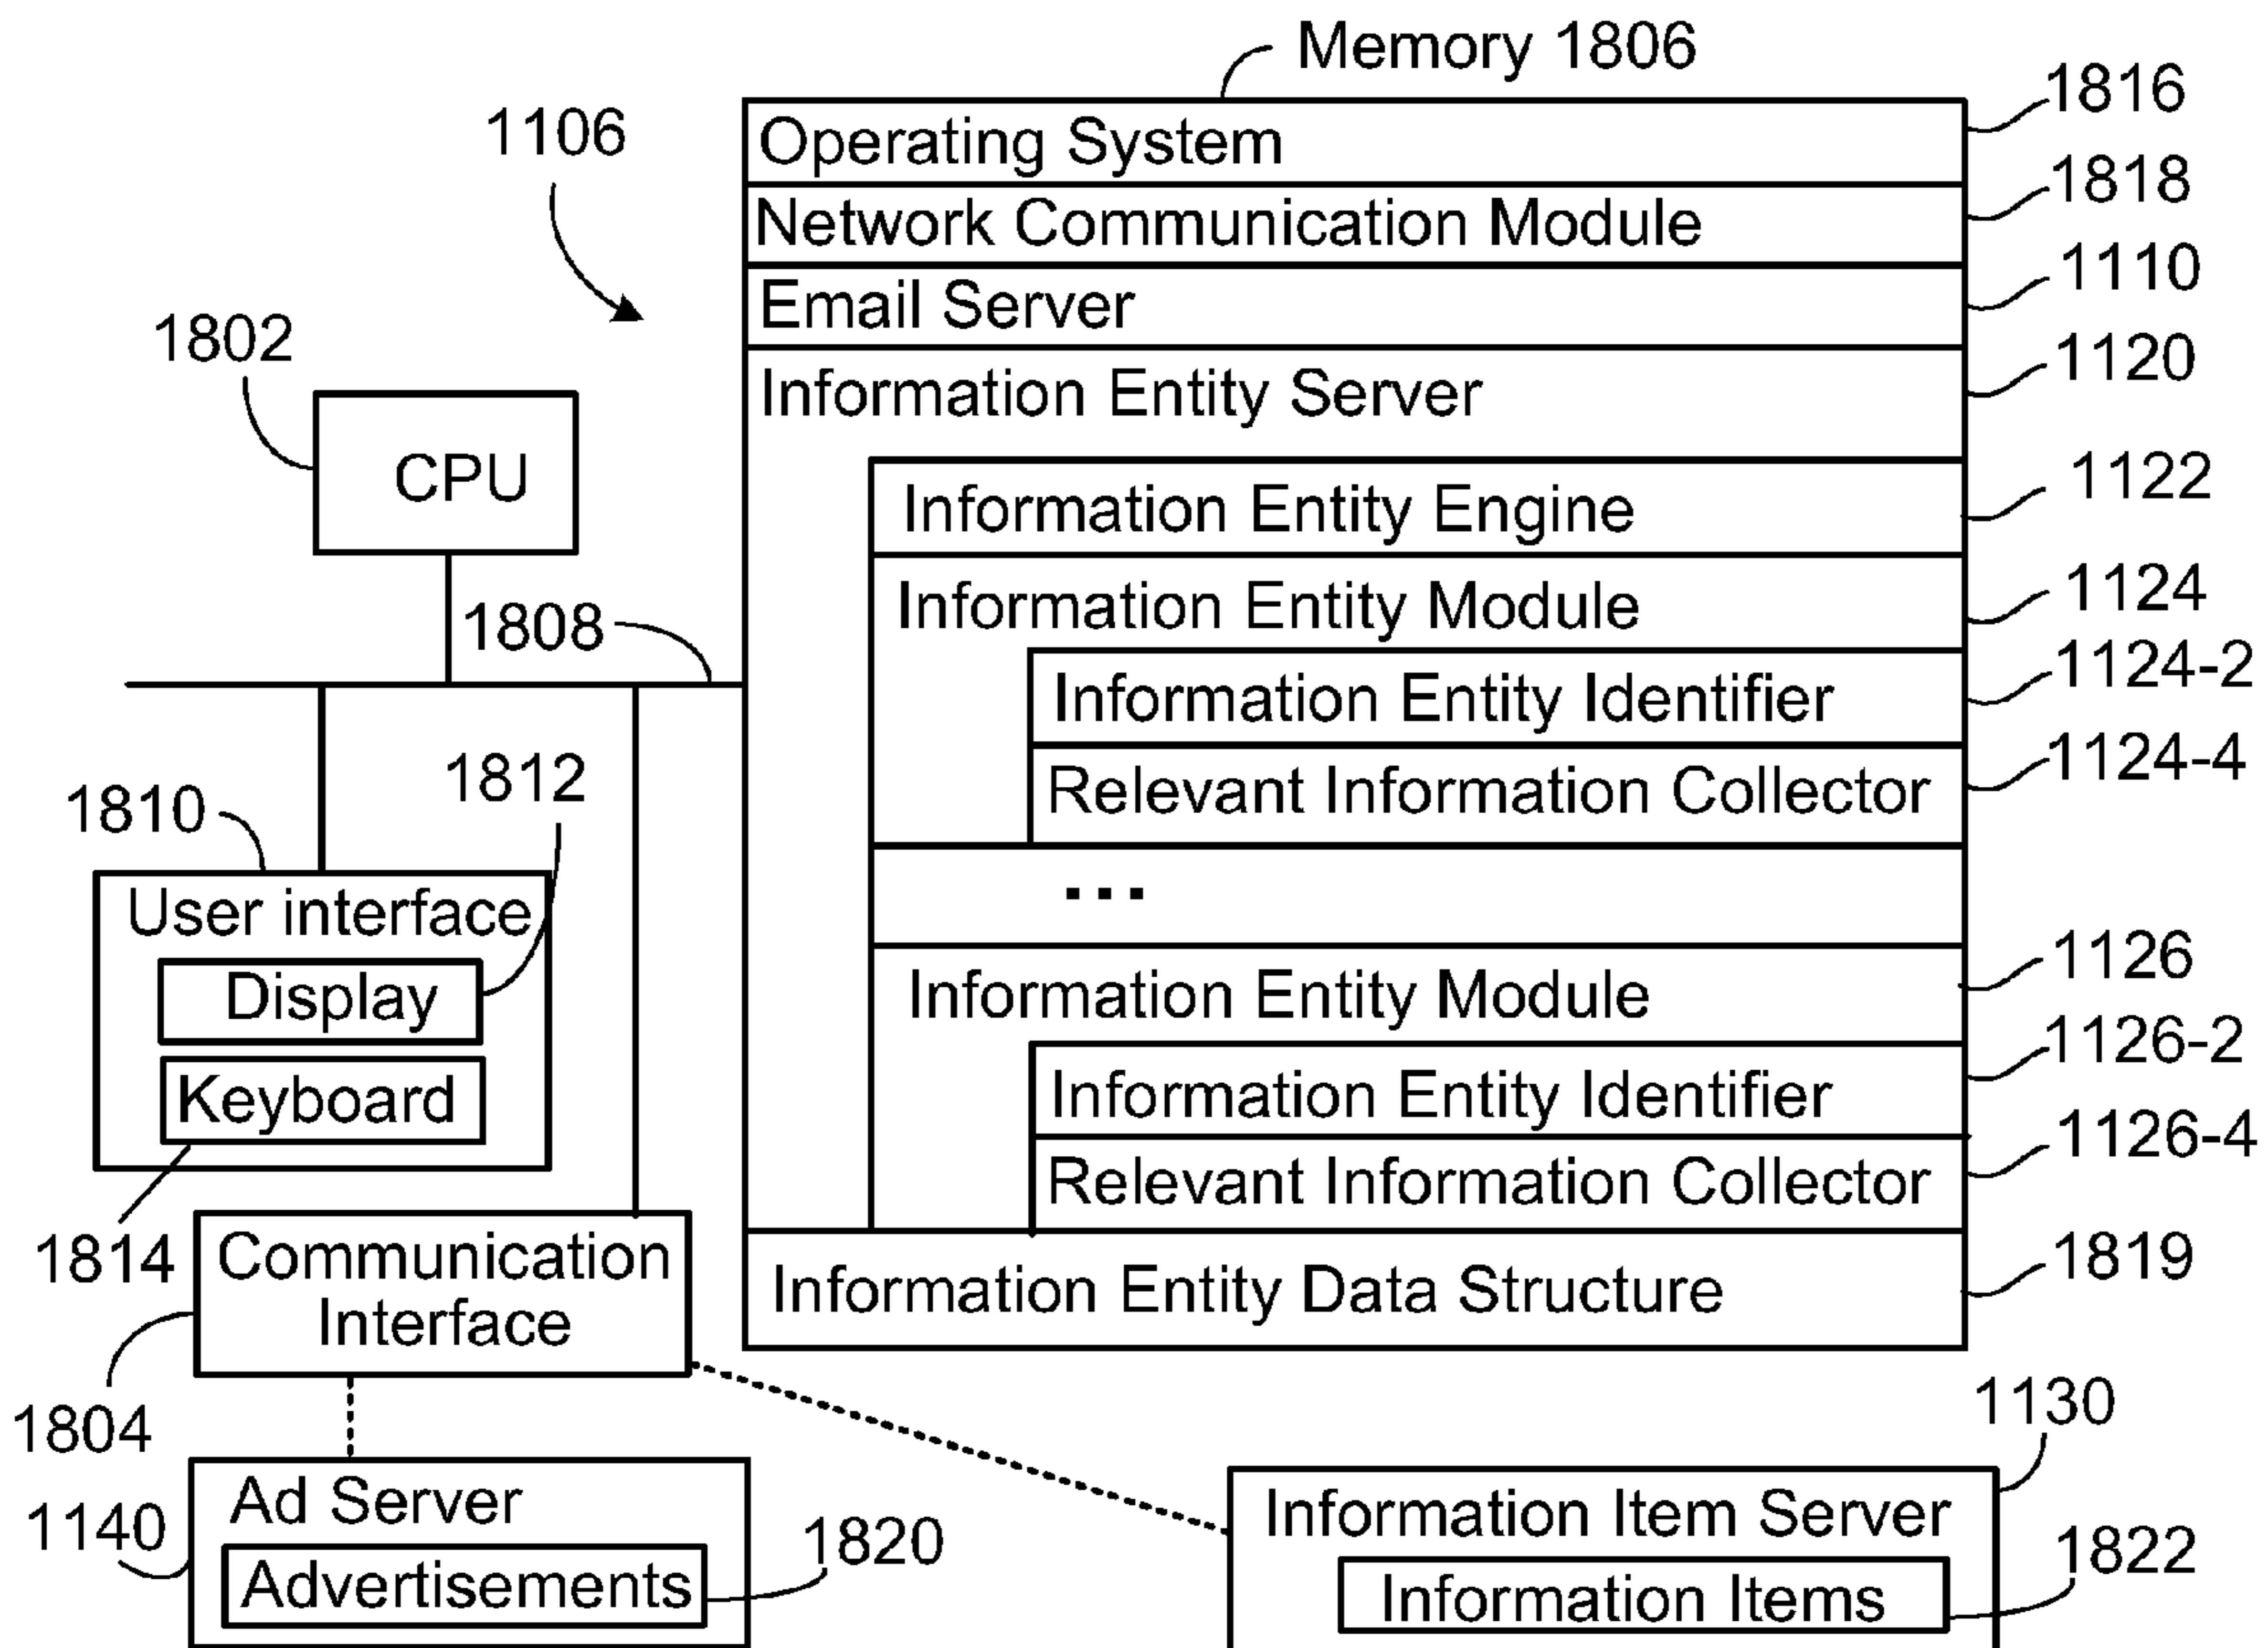 Memory 1806
1816
1106
Operating System
1818
Network Communication Module
1110
Email Server
1802
1120
Information Entity Server
CPU
1122
Information Entity Engine
1124
Information Entity Module
1808
1124-2
Information Entity Identifier
1124-4
Relevant Information Collector
1812
1810
...
User interface
1126
Display
Information Entity Module
1126-2
Keyboard
Information Entity Identifier
1126-4
Relevant Information Collector
1814
Communication
Interface
1819
Information Entity Data Structure
1804
1130
Ad Server
1140
Advertisements
1820
Information Item Server
1822
Information Items